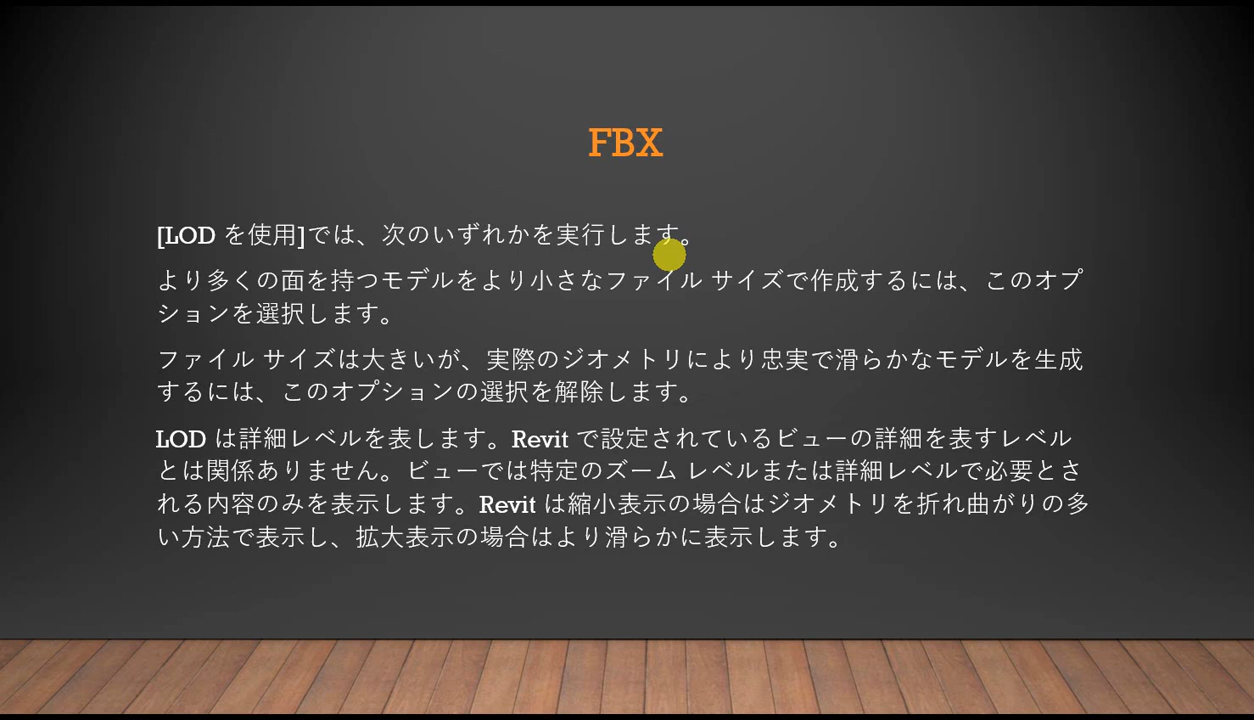 FBX
[LOD を使用]では、次のいずれかを実行します。
より多くの面を持つモデルをより小さなファイル サイズで作成するには、このオプ
ションを選択します。
ファイル サイズは大きいが、実際のジオメトリにより忠実で滑らかなモデルを生成
するには、このオプションの選択を解除します。
LOD は詳細レベルを表します。Revit で設定されているビューの詳細を表すレベル
とは関係ありません。ビューでは特定のズーム レベルまたは詳細レベルで必要とさ
れる内容のみを表示します。Revit は縮小表示の場合はジオメトリを折れ曲がりの多
い方法で表示し、拡大表示の場合はより滑らかに表示します。